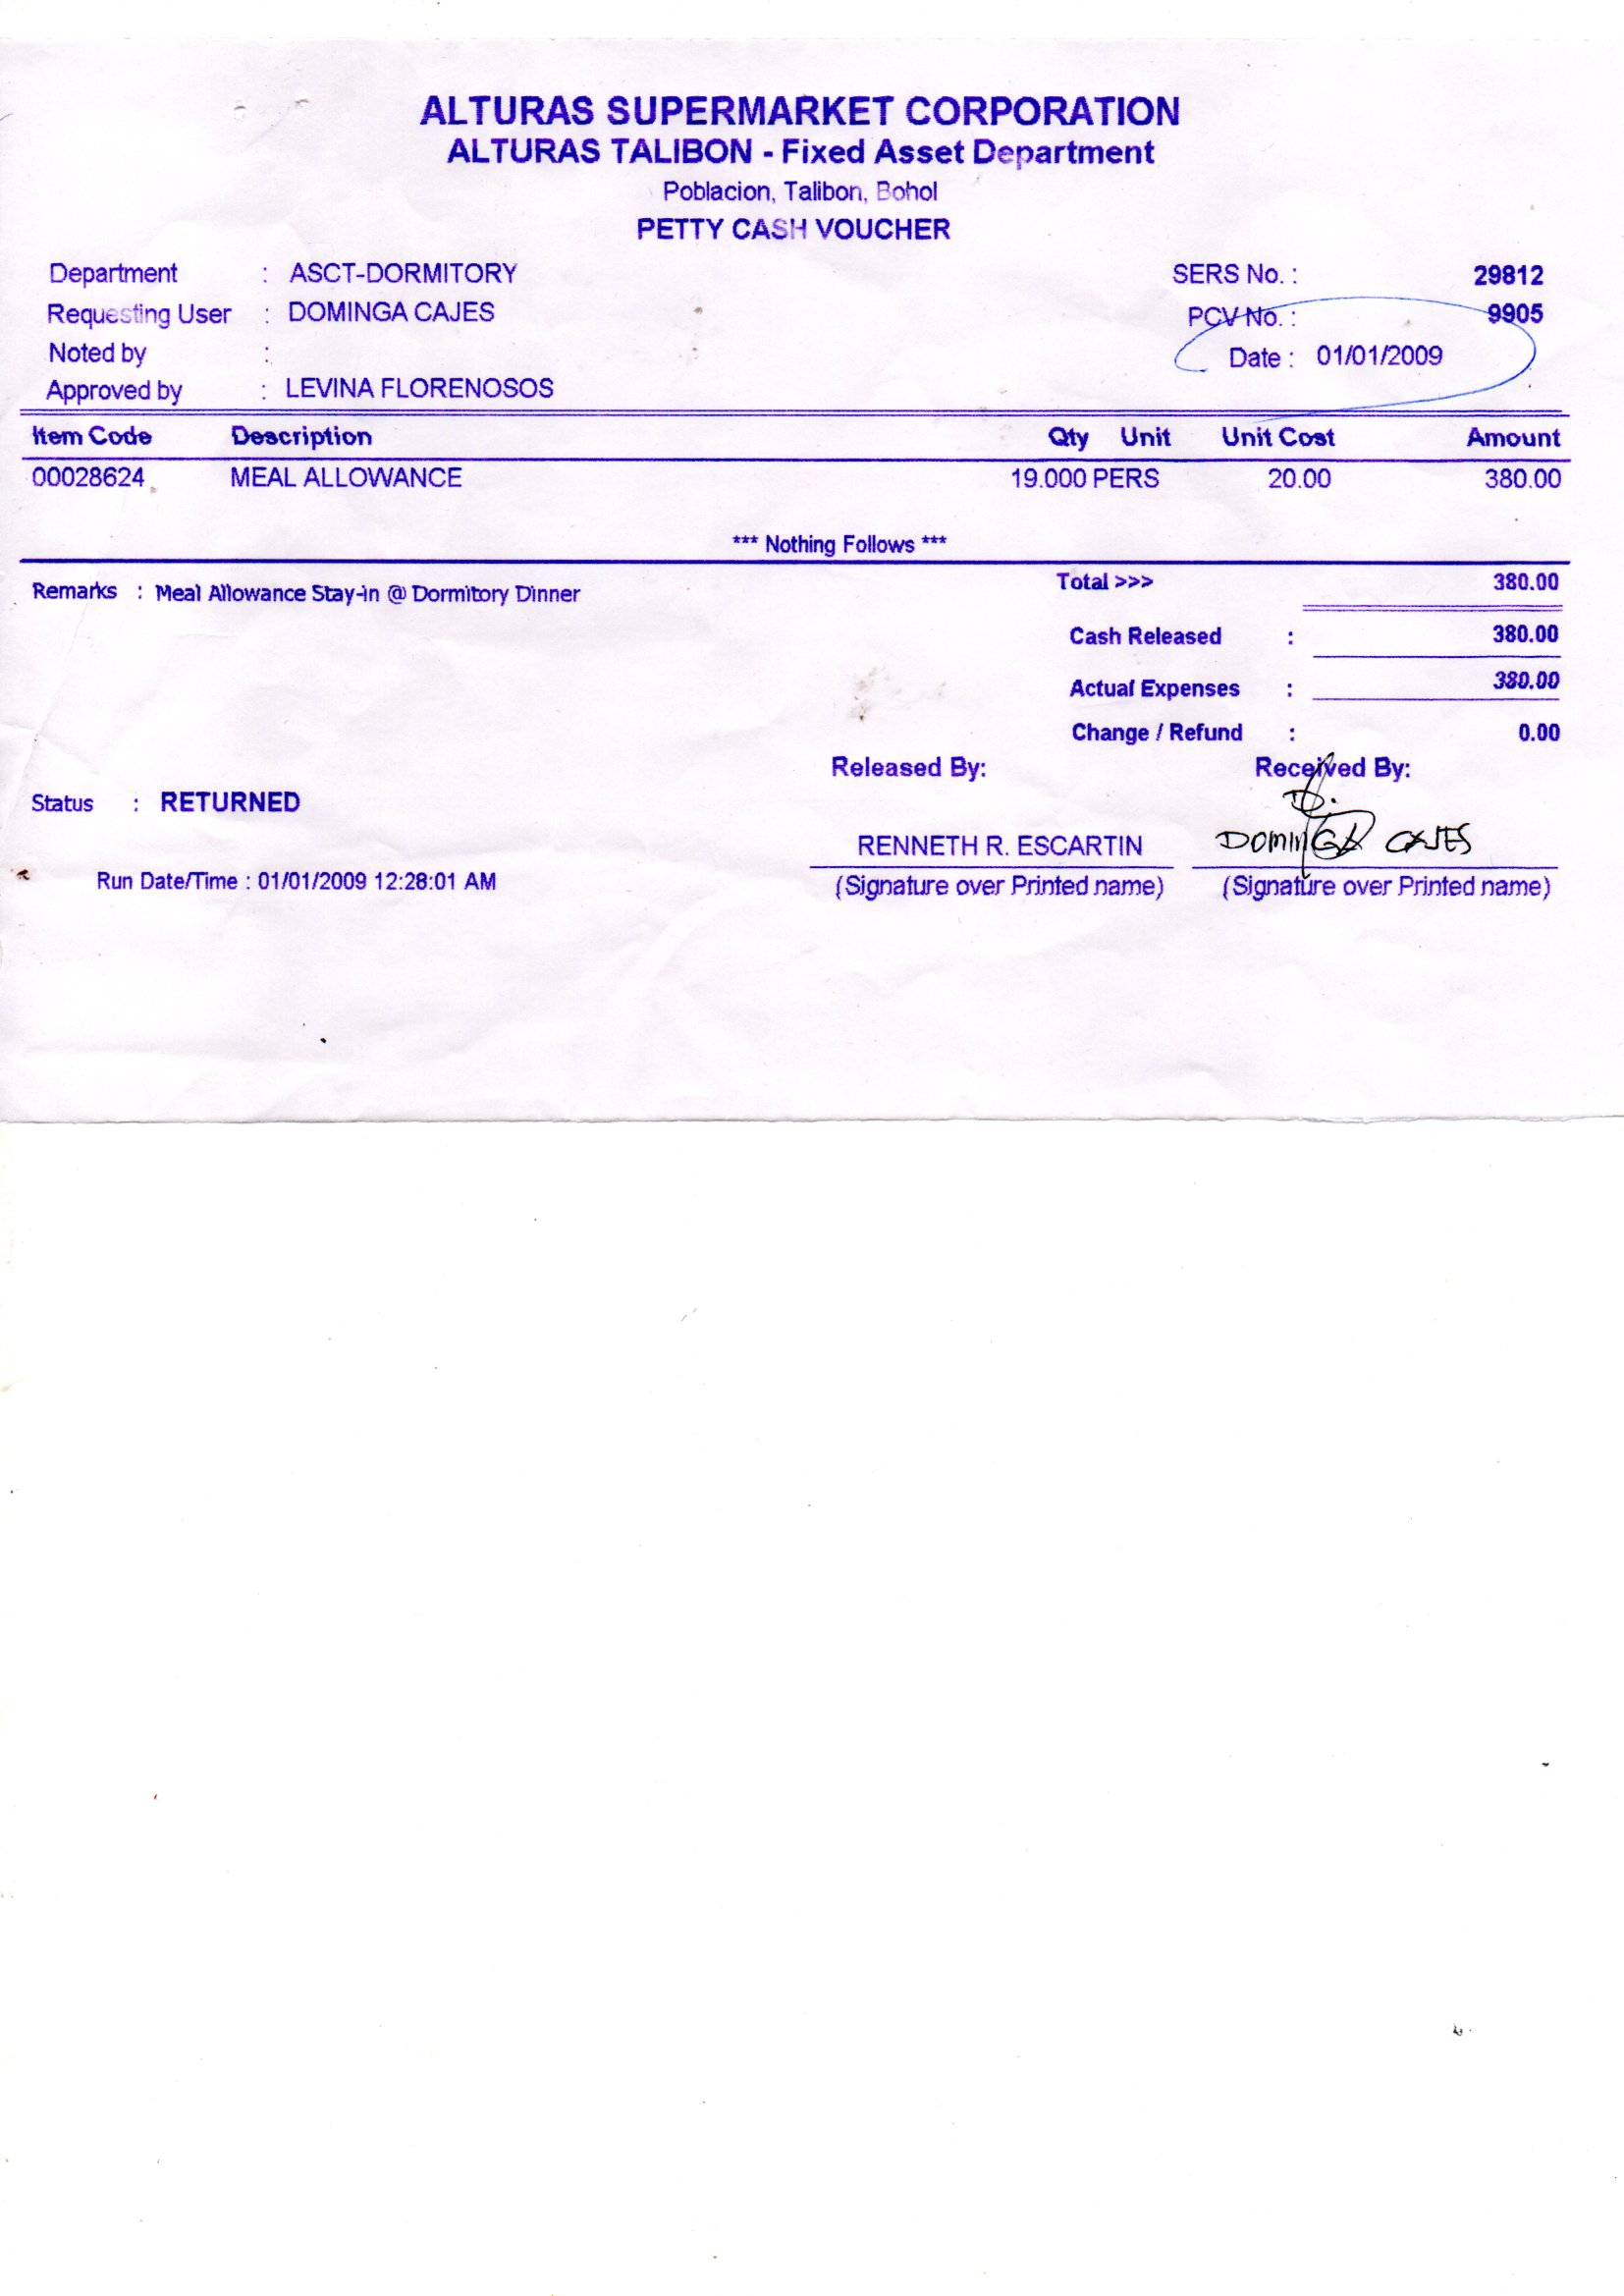 ALTURAS SUPERMARKET CORPORATION
ALTURAS TALIBON - Fixed Asset Department
Poblacion, Talibon, Bohol
PETTY CASH VOUCHER
Department : ASCT-DORMITORY SERS No. : 29812
Requesting User : DOMINGA CAJES PCV No. : 9905
Noted by : Date : 01/01/2009
Approved by : LEVINA FLORENOSOS
Item Code Description Qty Unit Unit Cost Amount
00028624 MEAL ALLOWANCE 19.000 PERS 20.00 380.00
*** Nothing Follows ***
Remarks : Meal Allowance Stay-in @ Dormitory Dinner Total >>> 380.00
Cash Released : 380.00
Actual Expenses : 380.00
Change / Refund : 0.00
Released By: Received By:
Status : RETURNED
RENNETH R. ESCARTIN DOMINGA CAJES
Run Date/Time : 01/01/2009 12:28:01 AM (Signature over Printed name) (Signature over Printed name)